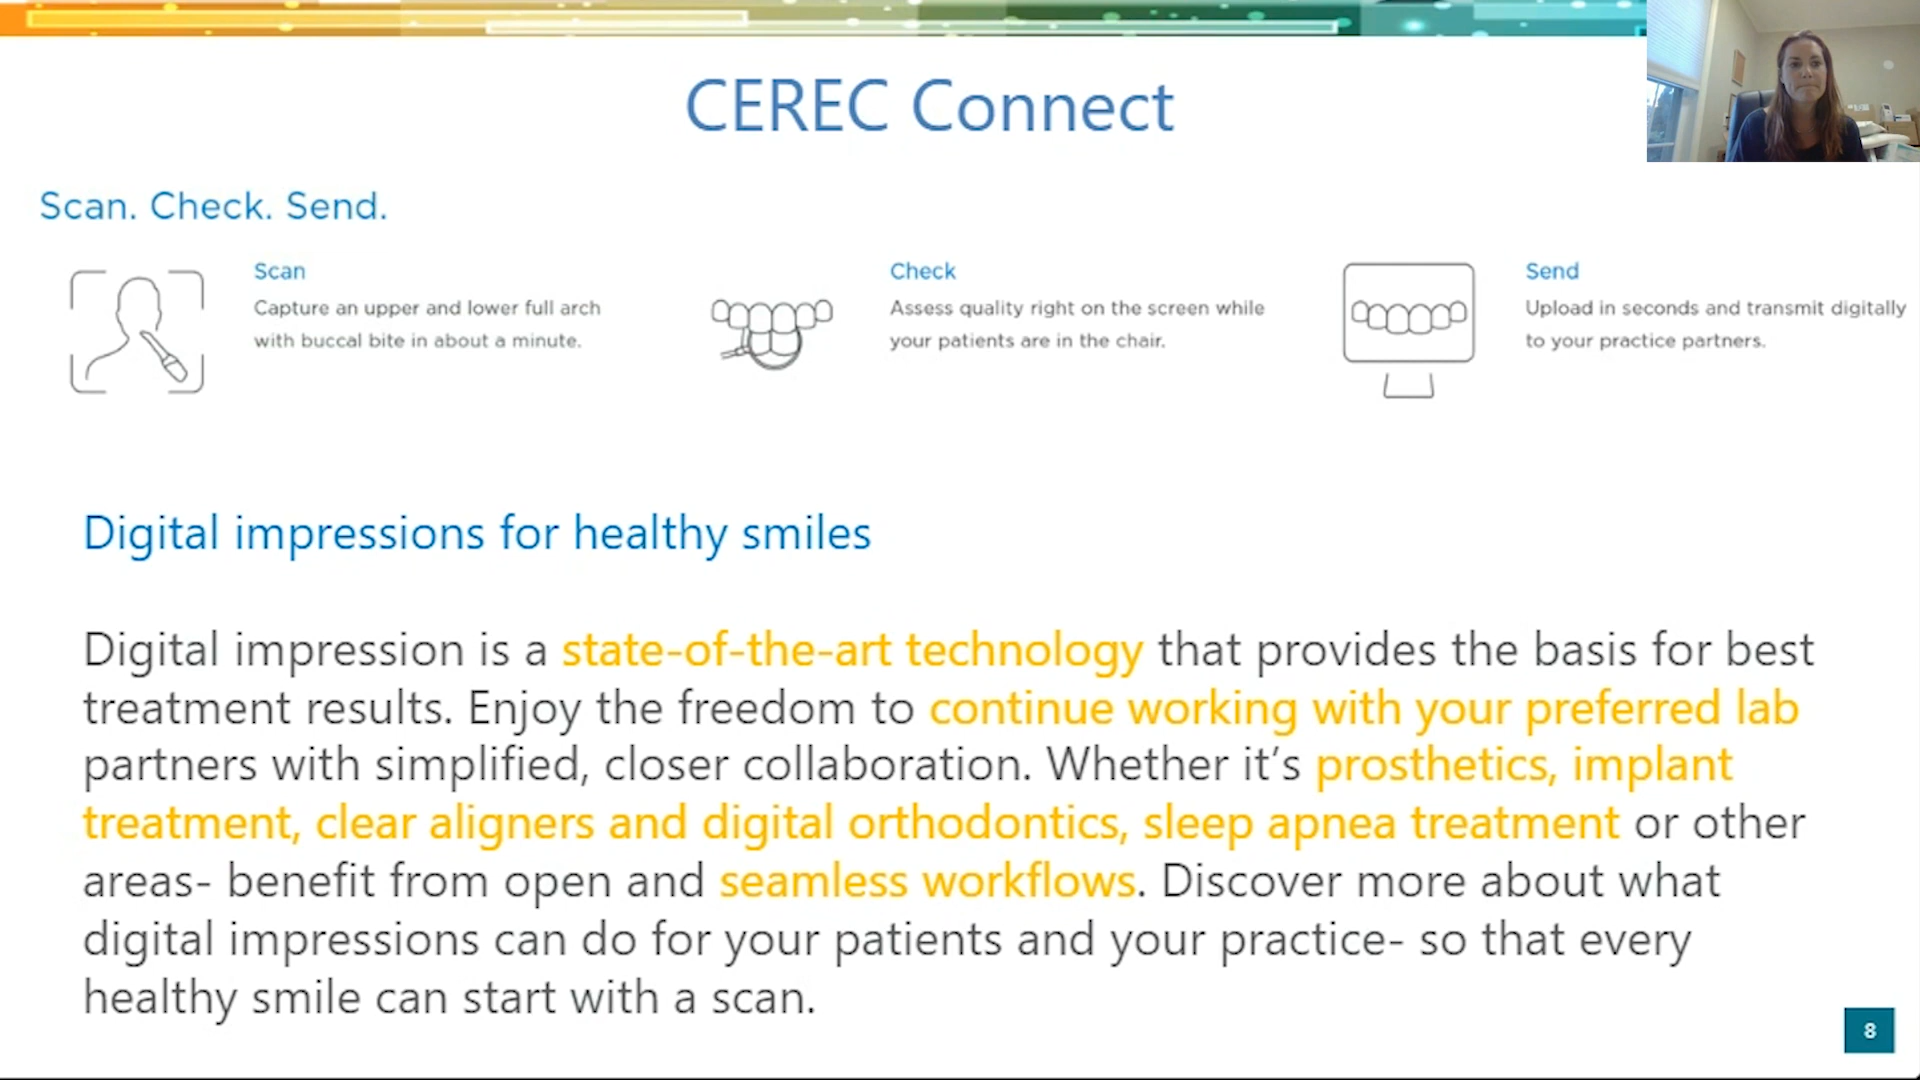 CEREC Connect
Scan. Check. Send.
Scan
Capture an upper and lower full arch
with buccal bite in about a minute.
Check
Assess quality right on the screen while
your patients are in the chair.
Send
Upload in seconds and transmit digitally
to your practice partners.
Digital impressions for healthy smiles
Digital impression is a state-of-the-art technology that provides the basis for best
treatment results. Enjoy the freedom to continue working with your preferred lab
partners with simplified, closer collaboration. Whether it’s prosthetics, implant
treatment, clear aligners and digital orthodontics, sleep apnea treatment or other
areas- benefit from open and seamless workflows. Discover more about what
digital impressions can do for your patients and your practice- so that every
healthy smile can start with a scan.
8